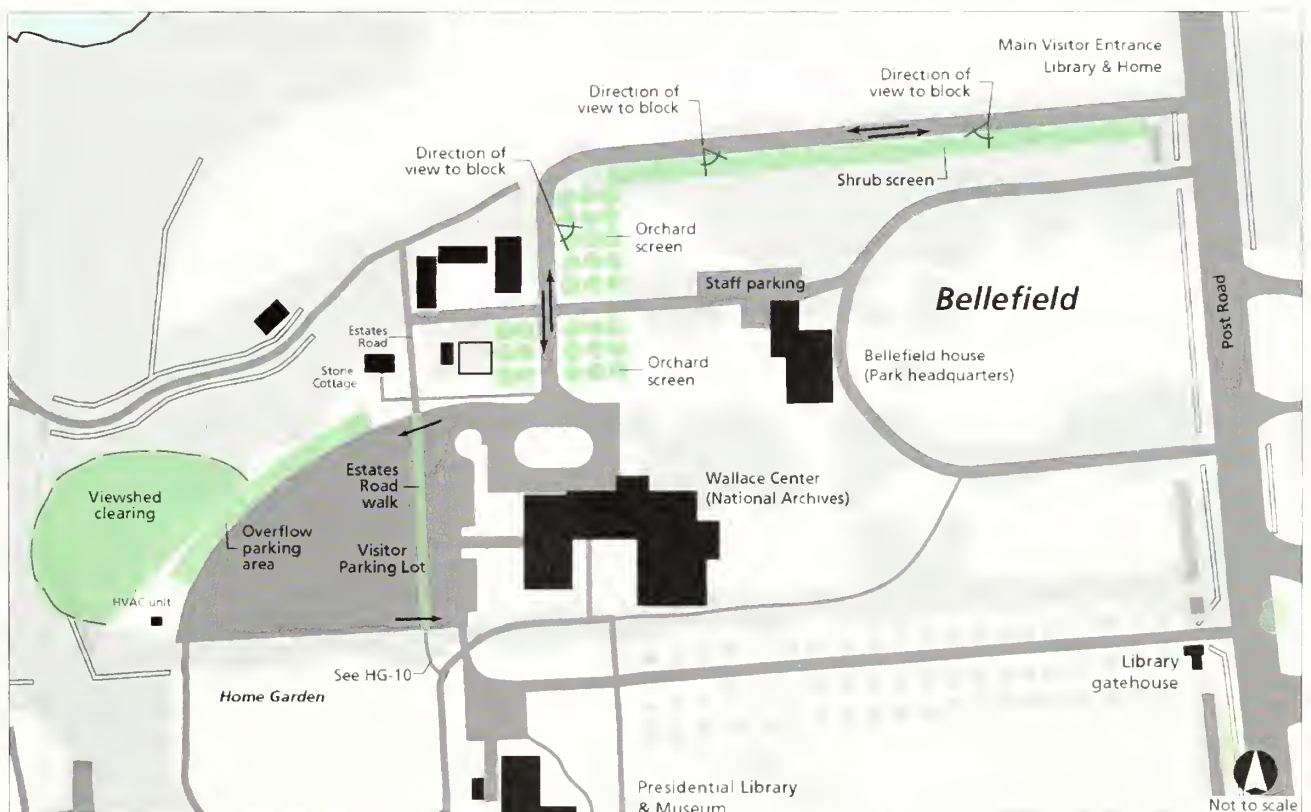 Main Visitor Entrance
Library & Home
Direction of
view to block
Direction of
view to block
Direction of
view to block
Shrub screen
Orchard
screen
Staff parking
Bellefield
Post Road
Estates
Road
Stone
Cottage
Orchard
screen
Bellefield house
(Park headquarters)
Viewshed
clearing
Estates
Road
walk
Wallace Center
(National Archives)
Overflow
parking
area
Visitor
Parking Lot
HVAC unit
See HG-10
Home Garden
Library
gatehouse
Presidential Library
& Museum
Not to scale